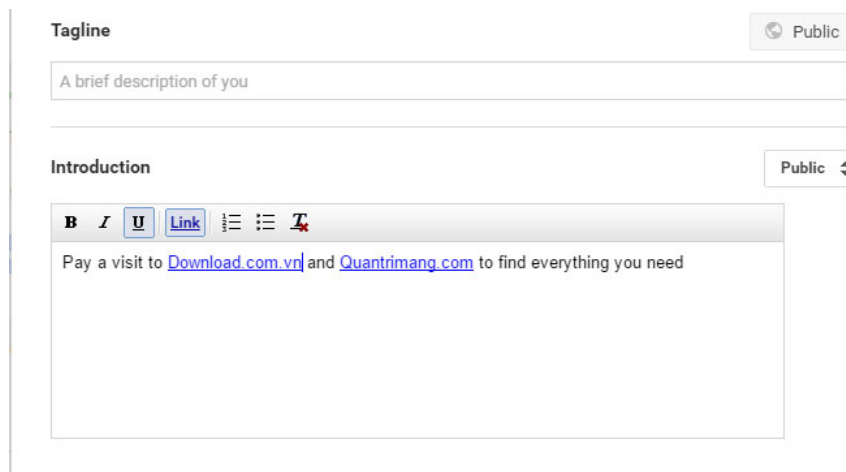 Tagline
Public
A brief description of you
Introduction
Public
B I U Link
Pay a visit to Download.com.vn and Quantrimang.com to find everything you need